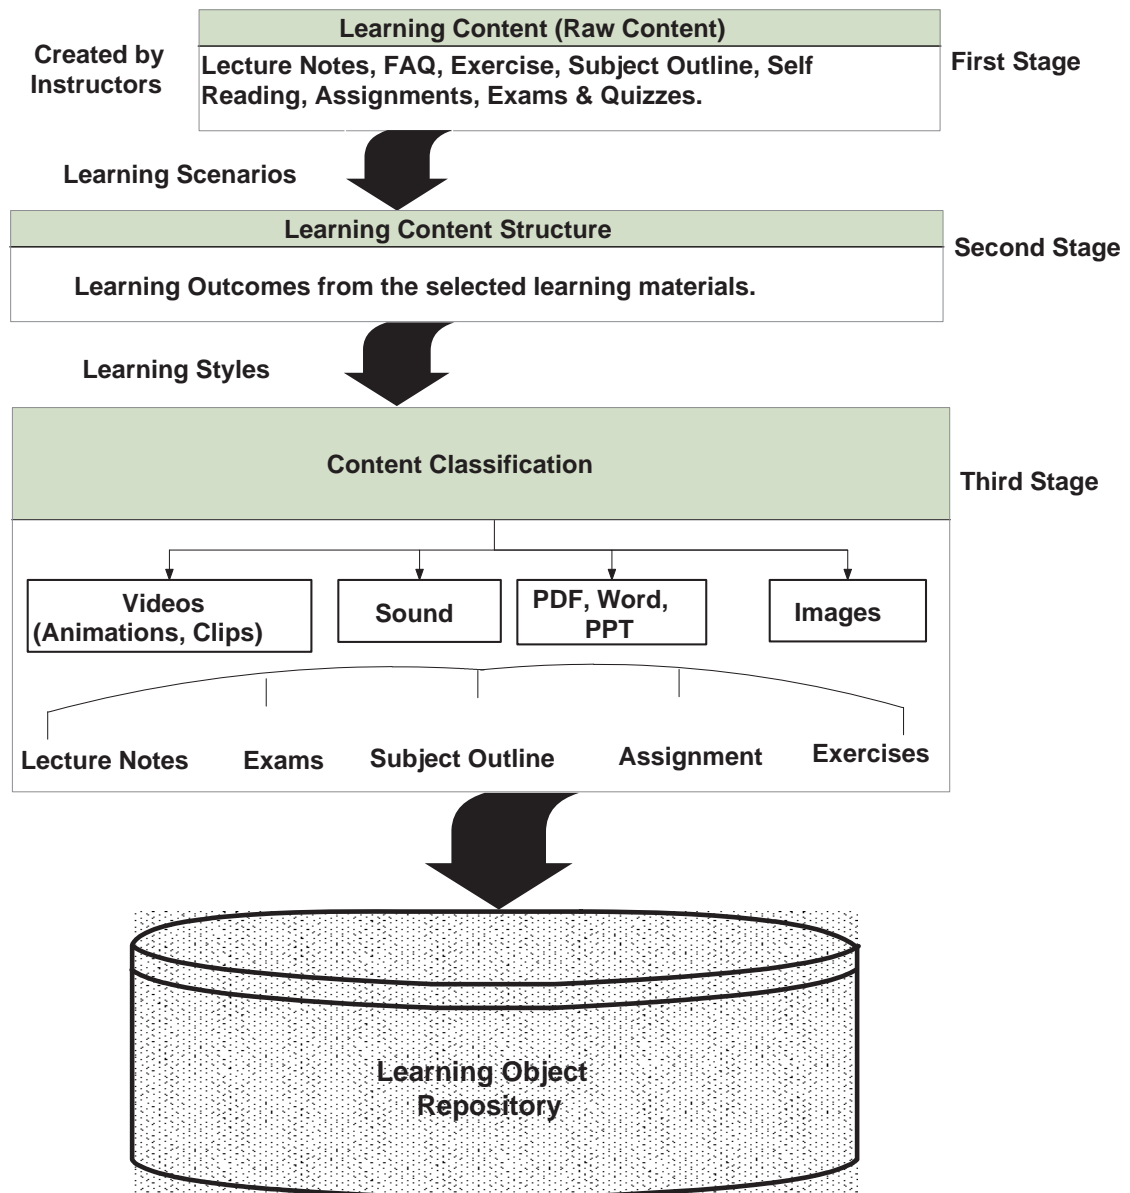 Learning Content (Raw Content)
Created by
Instructors
Lecture Notes, FAQ, Exercise, Subject Outline, Self
Reading, Assignments, Exams & Quizzes.
First Stage
Learning Scenarios
Learning Content Structure
Second Stage
Learning Outcomes from the selected learning materials.
Learning Styles
Content Classification
Third Stage
Videos
(Animations, Clips)
Sound
PDF, Word,
PPT
Images
Lecture Notes
Exams
Subject Outline
Assignment
Exercises
Learning Object
Repository